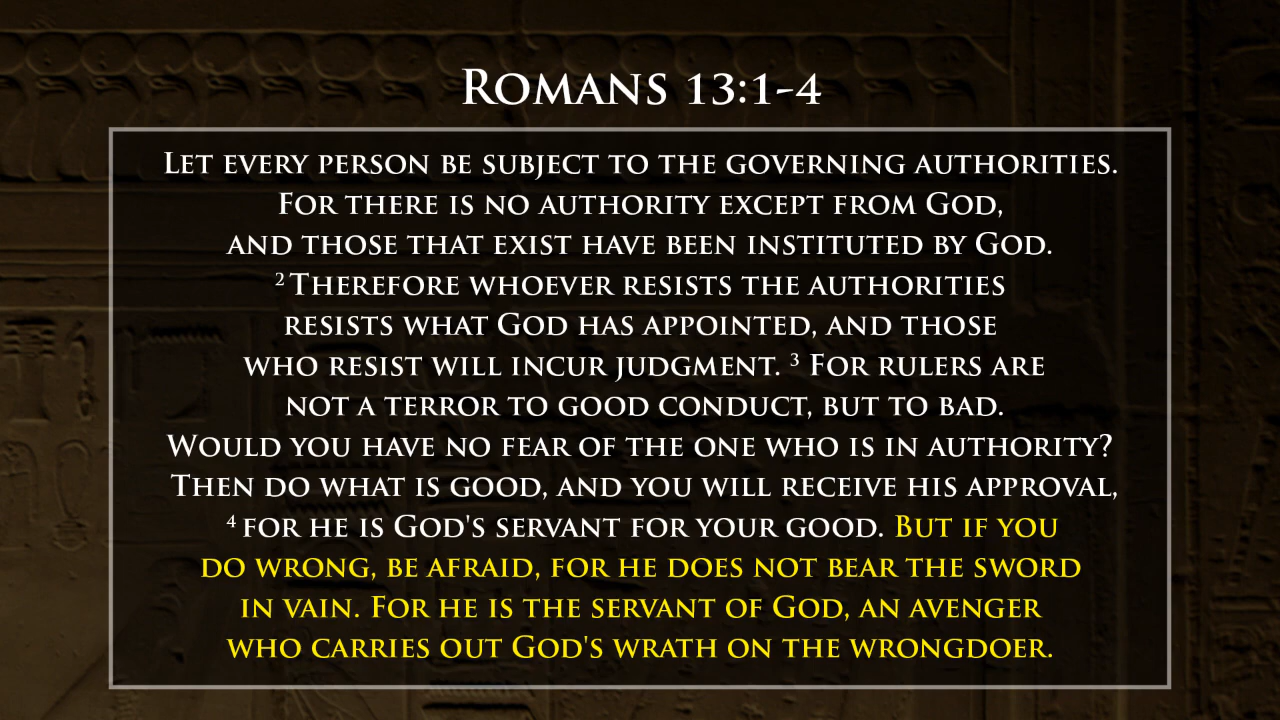 Romans 13:1-4
Let every person be subject to the governing authorities.
For there is no authority except from God,
and those that exist have been instituted by God.
² Therefore whoever resists the authorities
resists what God has appointed, and those
who resist will incur judgment. ³ For rulers are
not a terror to good conduct, but to bad.
Would you have no fear of the one who is in authority?
Then do what is good, and you will receive his approval,
⁴ for he is God's servant for your good. But if you
do wrong, be afraid, for he does not bear the sword
in vain. For he is the servant of God, an avenger
who carries out God's wrath on the wrongdoer.